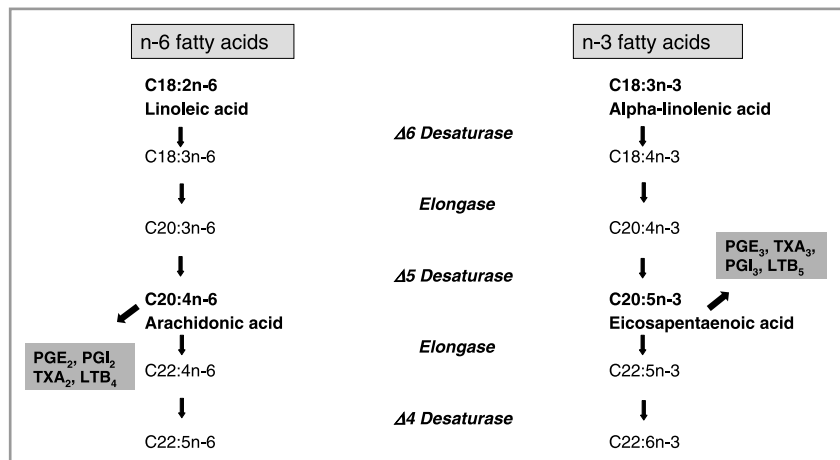 n-6 fatty acids
n-3 fatty acids
C18:2n-6
Linoleic acid
C18:3n-3
Alpha-linolenic acid
Δ6 Desaturase
C18:3n-6
C18:4n-3
Elongase
C20:3n-6
C20:4n-3
PGE₃, TXA₃,
PGI₃, LTB₅
Δ5 Desaturase
C20:4n-6
Arachidonic acid
C20:5n-3
Eicosapentaenoic acid
Elongase
PGE₂, PGI₂
TXA₂, LTB₄
C22:4n-6
C22:5n-3
Δ4 Desaturase
C22:5n-6
C22:6n-3